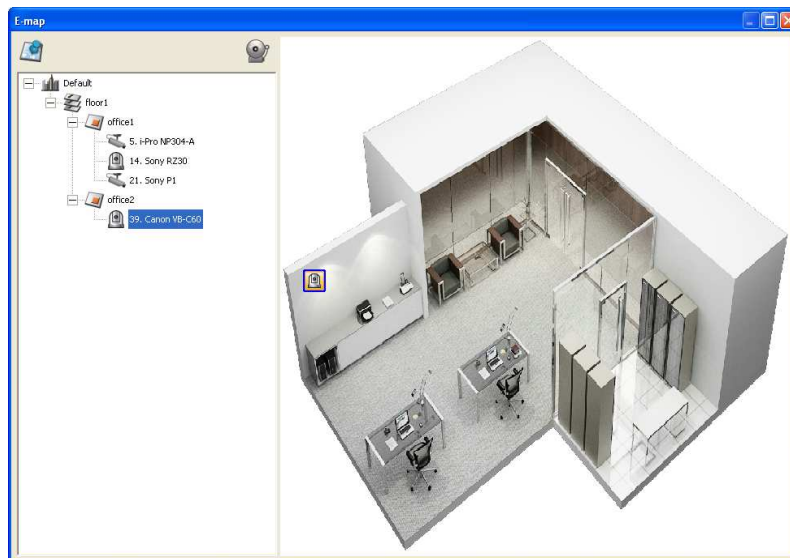 E-map
Default
floor1
office1
5. i-Pro NP304-A
14. Sony RZ30
21. Sony P1
office2
39. Canon VB-C60